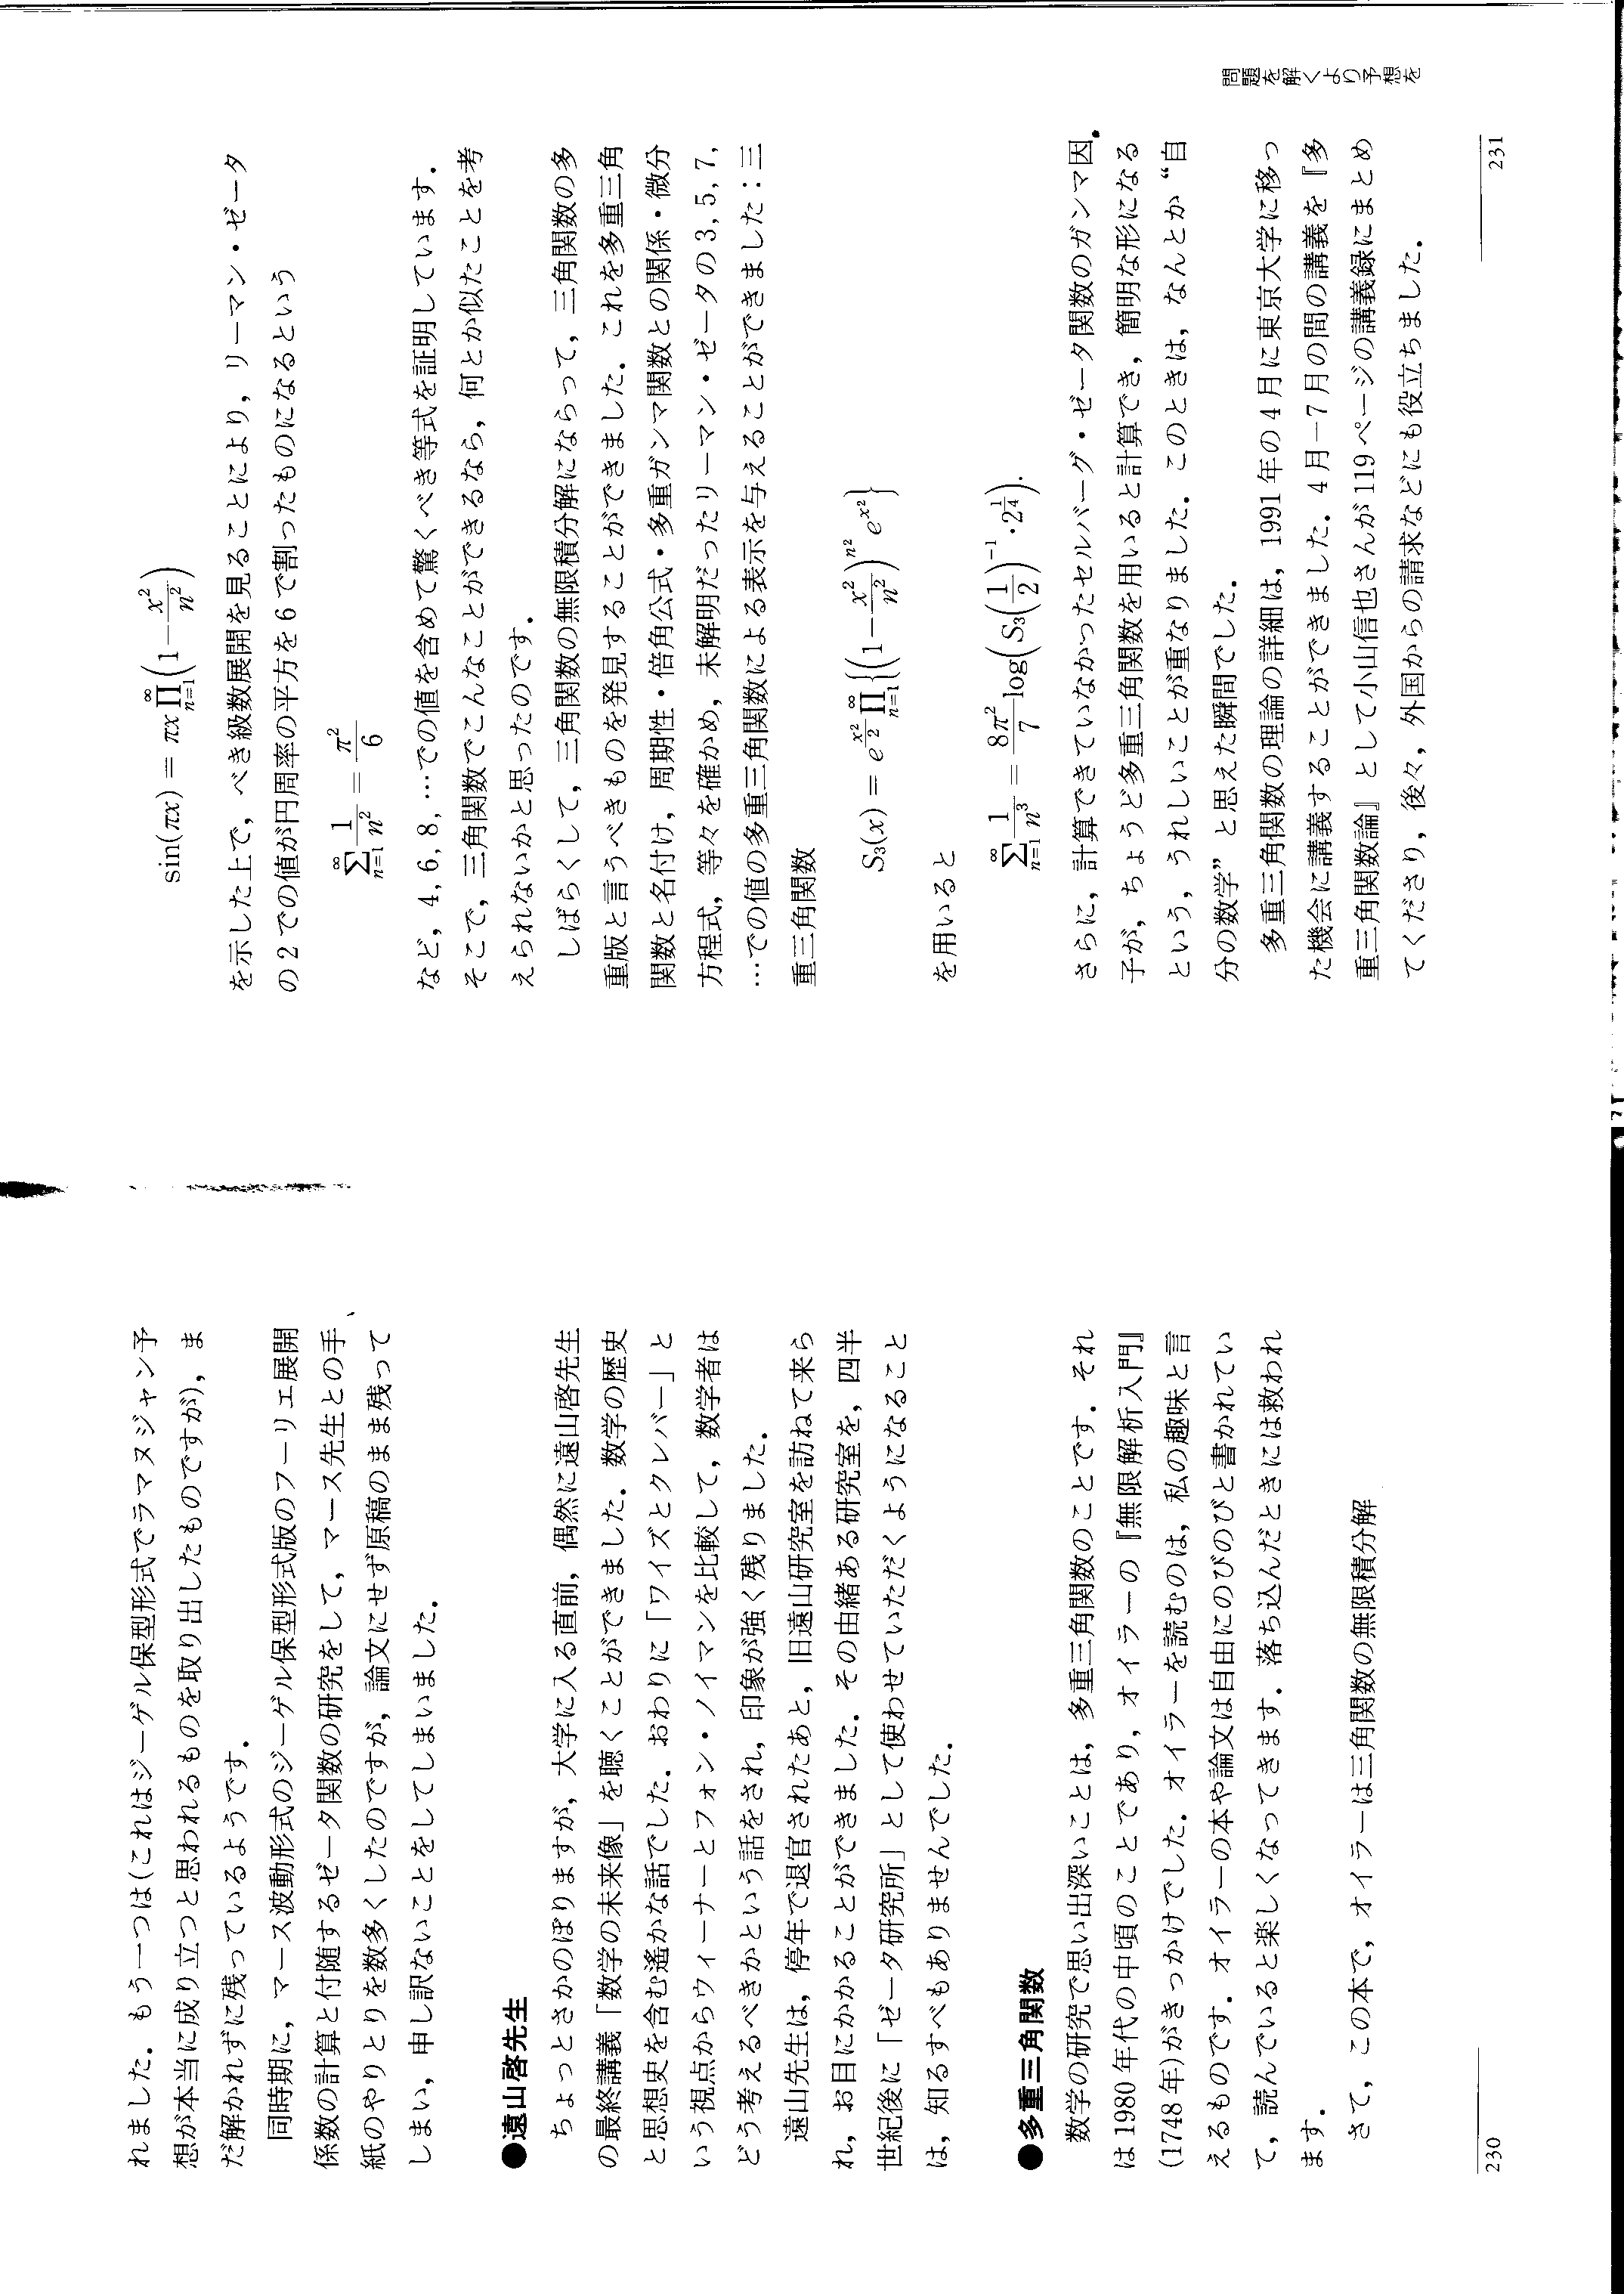 れました．もう一つは(これはジーゲル保型形式でラマヌジャン予
想が本当に成り立つと思われるものを取り出したものですが)，ま
だ解かれずに残っているようです．
同時期に，マース波動形式のジーゲル保型形式版のフーリエ展開
係数の計算と付随するゼータ関数の研究をして，マース先生との手
紙のやりとりを数多くしたのですが，論文にせず原稿のまま残って
しまい，申し訳ないことをしてしまいました．
●遠山啓先生
ちょっとさかのぼりますが，大学に入る直前，偶然に遠山啓先生
の最終講義「数学の未来像」を聴くことができました．数学の歴史
と思想史を含む遙かな話でした．おわりに「ワイズとクレバー」と
いう視点からウィーナーとフォン・ノイマンを比較して，数学者は
どう考えるべきかという話をされ，印象が強く残りました．
遠山先生は，停年で退官されたあと，旧遠山研究室を訪ねて来ら
れ，お目にかかることができました．その由緒ある研究室を，四半
世紀後に「ゼータ研究所」として使わせていただくようになること
は，知るすべもありませんでした．
●多重三角関数
数学の研究で思い出深いことは，多重三角関数のことです．それ
は1980年代の中頃のことであり，オイラーの『無限解析入門』
(1748年)がきっかけでした．オイラーを読むのは，私の趣味と言
えるものです．オイラーの本や論文は自由にのびのびと書かれてい
て，読んでいると楽しくなってきます．落ち込んだときには救われ
ます．
さて，この本で，オイラーは三角関数の無限積分解
230
sin(πx) = πx ∏_{n=1}^{∞} (1 − x²/n²)
を示した上で，べき級数展開を見ることにより，リーマン・ゼータ
の2での値が円周率の平方を6で割ったものになるという
∑_{n=1}^{∞} 1/n² = π²/6
など，4, 6, 8, …での値を含めて驚くべき等式を証明しています．
そこで，三角関数でこんなことができるなら，何とか似たことを考
えられないかと思ったのです．
しばらくして，三角関数の無限積分解にならって，三角関数の多
重版と言うべきものを発見することができました．これを多重三角
関数と名付け，周期性・倍角公式・多重ガンマ関数との関係・微分
方程式，等々を確かめ，未解明だったリーマン・ゼータの3, 5, 7,
…での値の多重三角関数による表示を与えることができました：三
重三角関数
S₃(x) = e^{x²/2} ∏_{n=1}^{∞} {(1 − x²/n²)^{n²} e^{x²}}
を用いると
∑_{n=1}^{∞} 1/n³ = 8π²/7 log(S₃(1/2)^{−1}・2^{1/4}).
さらに，計算できていなかったセルバーグ・ゼータ関数のガンマ因
子が，ちょうど多重三角関数を用いると計算でき，簡明な形になる
という，うれしいことが重なりました．このときは，なんとか“自
分の数学”と思えた瞬間でした．
多重三角関数の理論の詳細は，1991年の4月に東京大学に移っ
た機会に講義することができました．4月－7月の間の講義を『多
重三角関数論』として小山信也さんが119ページの講義録にまとめ
てくださり，後々，外国からの請求などにも役立ちました．
問題を解くより予想を
231